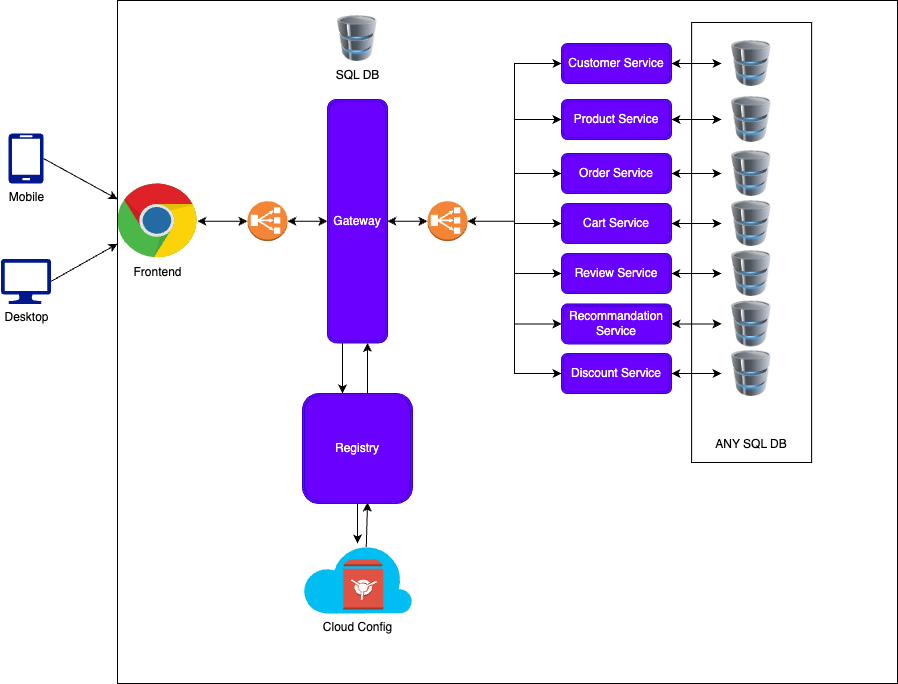 SQL DB
Customer Service
Product Service
Mobile
Order Service
Gateway
Cart Service
Frontend
Review Service
Desktop
Recommandation
Service
Discount Service
Registry
ANY SQL DB
Cloud Config